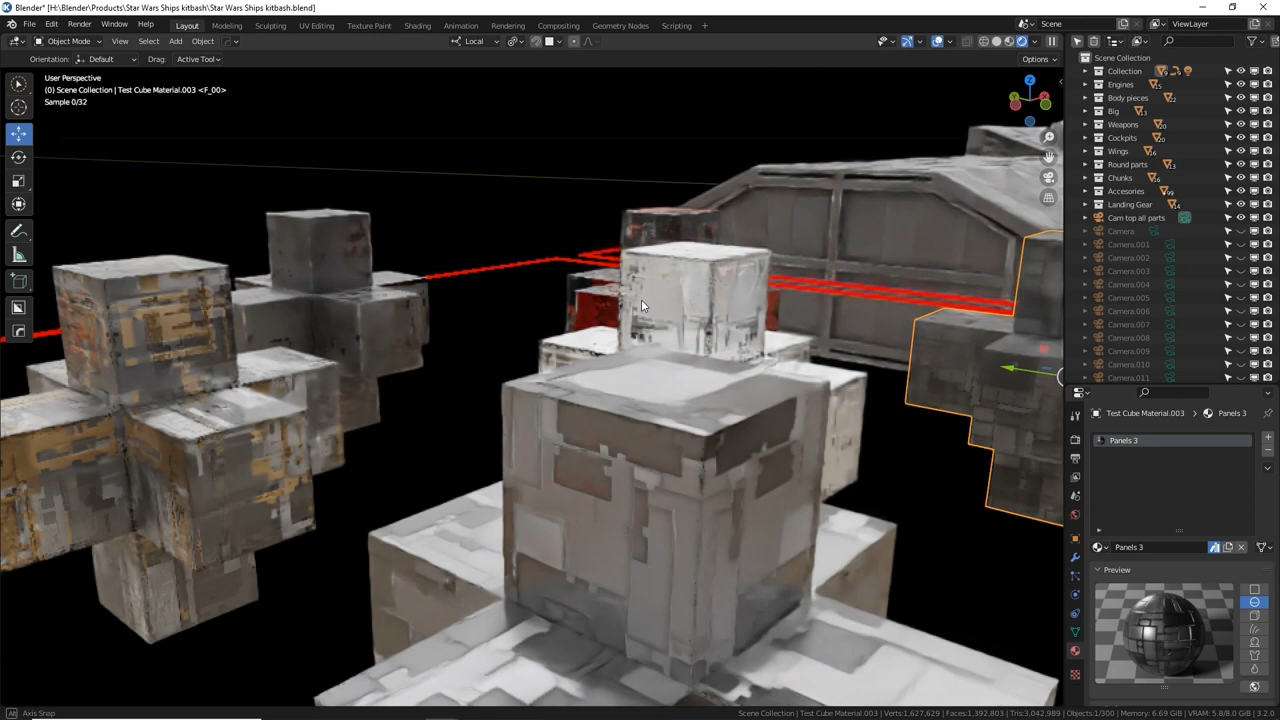 Blender* [H:\Blender\Products\Star Wars Ships kitbash\Star Wars Ships kitbash.blend]
File Edit Render Window Help Layout Modeling Sculpting UV Editing Texture Paint Shading Animation Rendering Compositing Geometry Nodes Scripting + Scene ViewLayer
Object Mode View Select Add Object Local
Orientation: Default Drag: Active Tool Options
User Perspective
(0) Scene Collection | Test Cube Material.003 <F_00>
Sample 0/32
Scene Collection
Collection
Engines
Body pieces
Big
Weapons
Cockpits
Wings
Round parts
Chunks
Accesories
Landing Gear
Cam top all parts
Camera
Camera.001
Camera.002
Camera.003
Camera.004
Camera.005
Camera.006
Camera.007
Camera.008
Camera.009
Camera.010
Camera.011
Test Cube Material.003 > Panels 3
Panels 3
Panels 3
Preview
Axis Snap
Scene Collection | Test Cube Material.003 | Verts:1,627,629 | Faces:1,392,803 | Tris:3,042,989 | Objects:1/300 | Memory: 6.69 GiB | VRAM: 5.8/8.0 GiB | 3.2.0